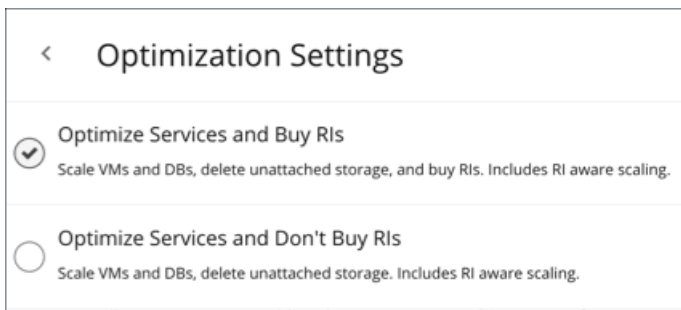 Optimization Settings
Optimize Services and Buy RIs
Scale VMs and DBs, delete unattached storage, and buy RIs. Includes RI aware scaling.
Optimize Services and Don't Buy RIs
Scale VMs and DBs, delete unattached storage. Includes RI aware scaling.